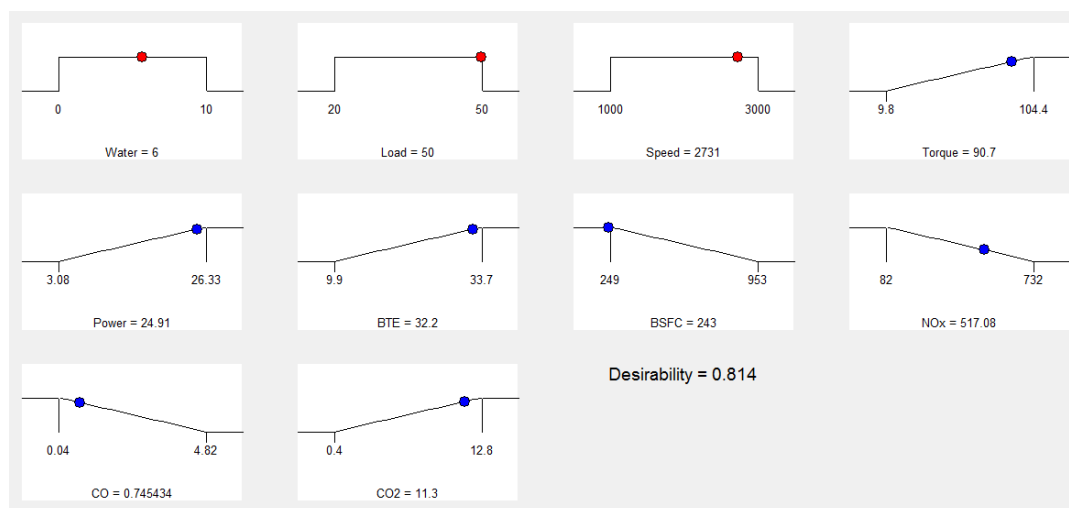 0 10
Water = 6
20 50
Load = 50
1000 3000
Speed = 2731
9.8 104.4
Torque = 90.7
3.08 26.33
Power = 24.91
9.9 33.7
BTE = 32.2
249 953
BSFC = 243
82 732
NOx = 517.08
0.04 4.82
CO = 0.745434
0.4 12.8
CO2 = 11.3
Desirability = 0.814